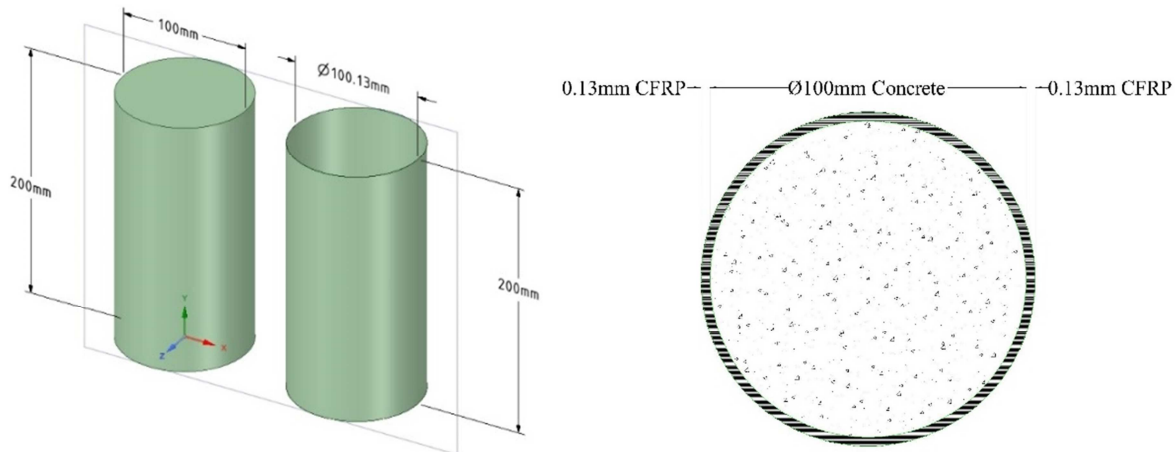 100mm
Ø100.13mm
200mm
200mm
Y
X
Z
0.13mm CFRP
Ø100mm Concrete
0.13mm CFRP